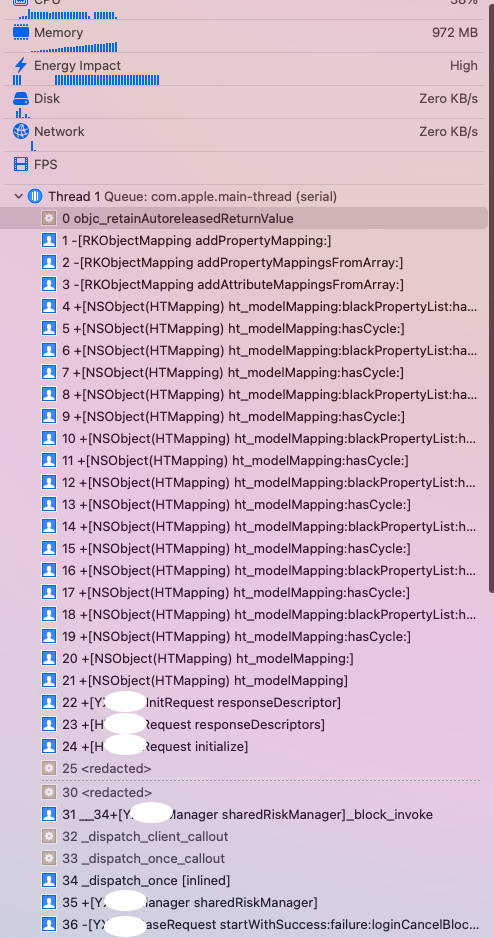 CPU 38%
Memory 972 MB
Energy Impact High
Disk Zero KB/s
Network Zero KB/s
FPS
Thread 1 Queue: com.apple.main-thread (serial)
0 objc_retainAutoreleasedReturnValue
1 -[RKObjectMapping addPropertyMapping:]
2 -[RKObjectMapping addPropertyMappingsFromArray:]
3 -[RKObjectMapping addAttributeMappingsFromArray:]
4 +[NSObject(HTMapping) ht_modelMapping:blackPropertyList:ha...
5 +[NSObject(HTMapping) ht_modelMapping:hasCycle:]
6 +[NSObject(HTMapping) ht_modelMapping:blackPropertyList:ha...
7 +[NSObject(HTMapping) ht_modelMapping:hasCycle:]
8 +[NSObject(HTMapping) ht_modelMapping:blackPropertyList:ha...
9 +[NSObject(HTMapping) ht_modelMapping:hasCycle:]
10 +[NSObject(HTMapping) ht_modelMapping:blackPropertyList:h...
11 +[NSObject(HTMapping) ht_modelMapping:hasCycle:]
12 +[NSObject(HTMapping) ht_modelMapping:blackPropertyList:h...
13 +[NSObject(HTMapping) ht_modelMapping:hasCycle:]
14 +[NSObject(HTMapping) ht_modelMapping:blackPropertyList:h...
15 +[NSObject(HTMapping) ht_modelMapping:hasCycle:]
16 +[NSObject(HTMapping) ht_modelMapping:blackPropertyList:h...
17 +[NSObject(HTMapping) ht_modelMapping:hasCycle:]
18 +[NSObject(HTMapping) ht_modelMapping:blackPropertyList:h...
19 +[NSObject(HTMapping) ht_modelMapping:hasCycle:]
20 +[NSObject(HTMapping) ht_modelMapping:]
21 +[NSObject(HTMapping) ht_modelMapping]
22 +[Y InitRequest responseDescriptor]
23 +[H Request responseDescriptors]
24 +[H Request initialize]
25 <redacted>
30 <redacted>
31 __34+[Y Manager sharedRiskManager]_block_invoke
32 _dispatch_client_callout
33 _dispatch_once_callout
34 _dispatch_once [inlined]
35 +[YX anager sharedRiskManager]
36 -[YX aseRequest startWithSuccess:failure:loginCancelBloc...